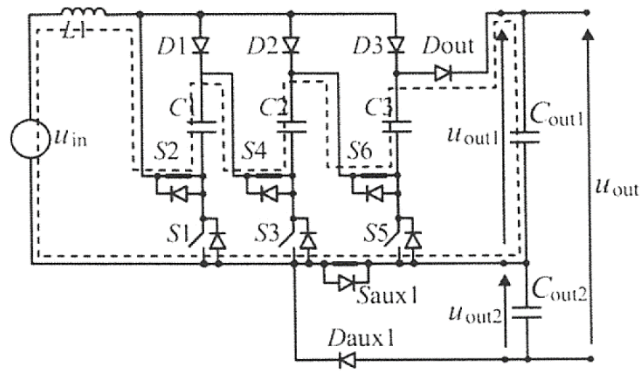 L1
D1
D2
D3
Dout
C1
C2
C3
Cout1
uin
S2
S4
S6
uout1
uout
S1
S3
S5
Saux1
uout2
Cout2
Daux1